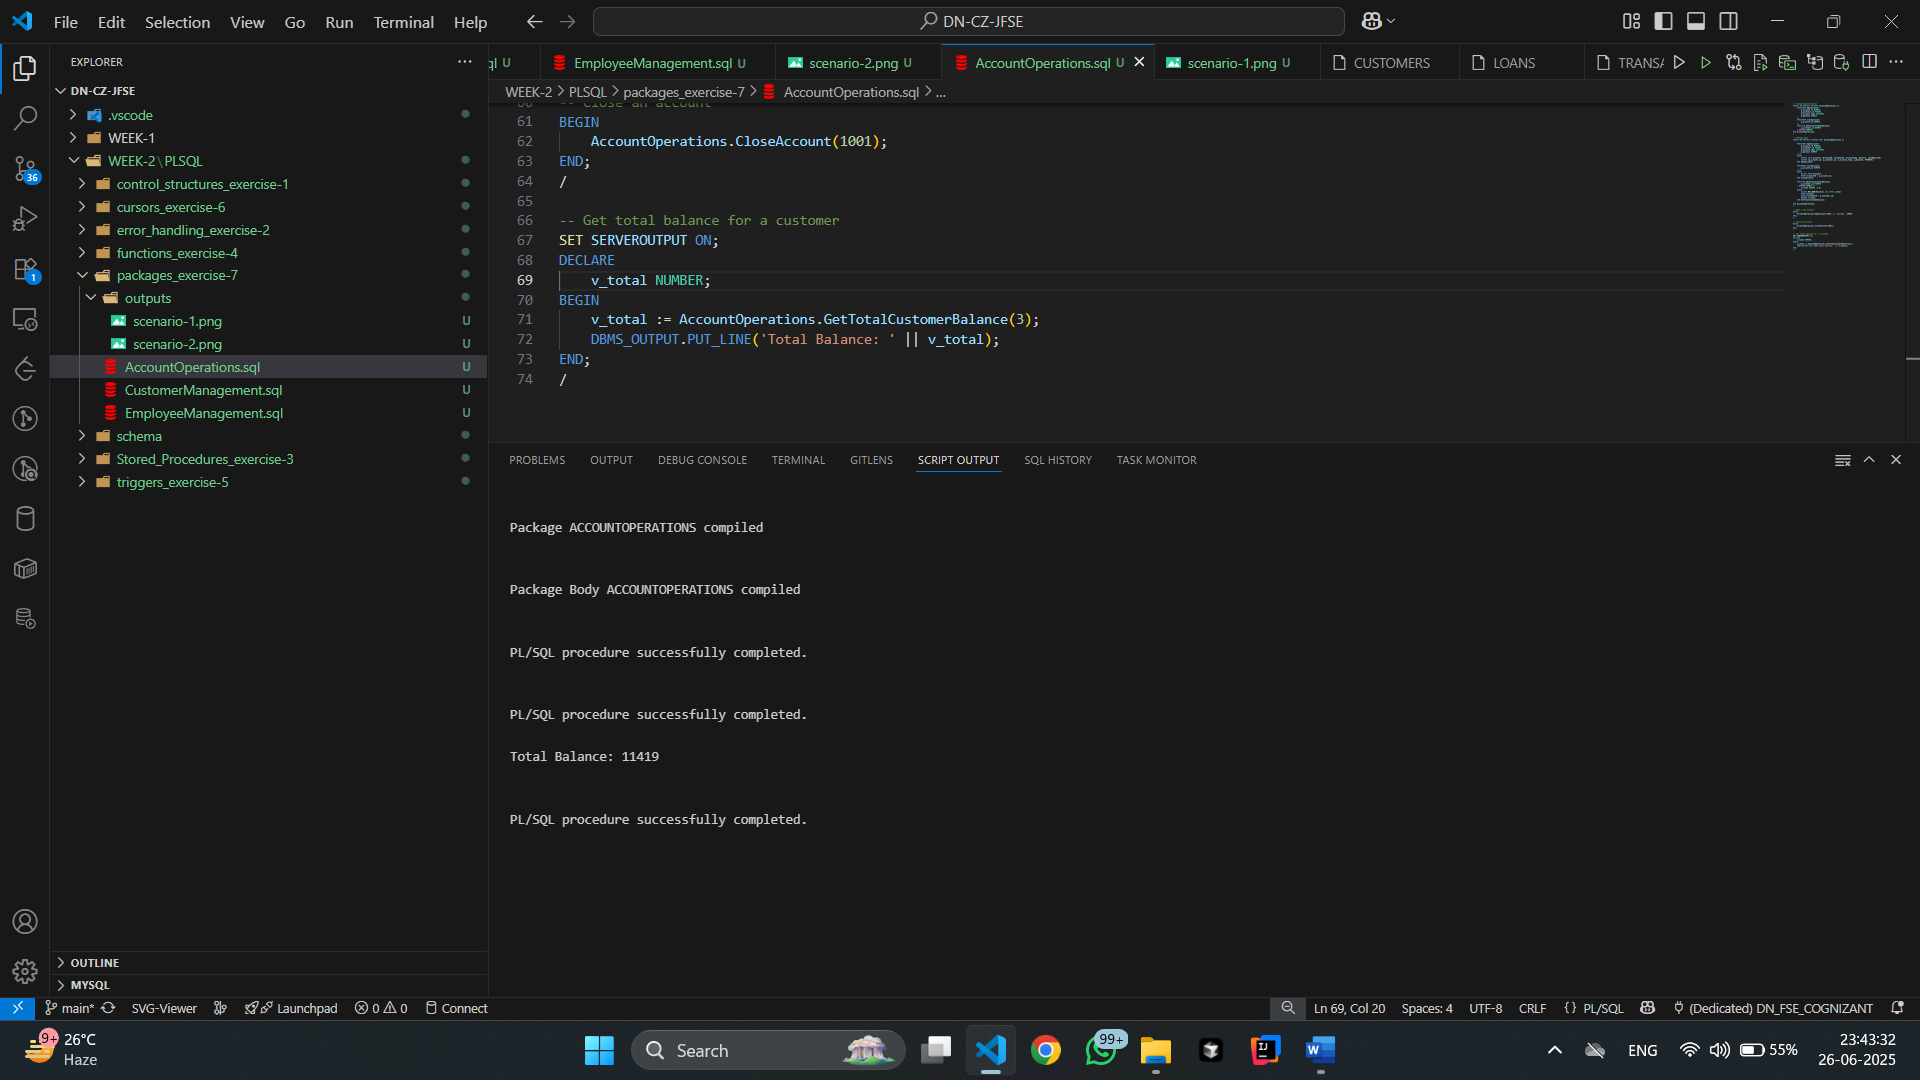 File Edit Selection View Go Run Terminal Help
DN-CZ-JFSE
EXPLORER
DN-CZ-JFSE
.vscode
WEEK-1
WEEK-2\PLSQL
control_structures_exercise-1
cursors_exercise-6
error_handling_exercise-2
functions_exercise-4
packages_exercise-7
outputs
scenario-1.png U
scenario-2.png U
AccountOperations.sql U
CustomerManagement.sql U
EmployeeManagement.sql U
schema
Stored_Procedures_exercise-3
triggers_exercise-5
36
1
OUTLINE
MYSQL
ql U EmployeeManagement.sql U scenario-2.png U AccountOperations.sql U scenario-1.png U CUSTOMERS LOANS TRANSA
WEEK-2 > PLSQL > packages_exercise-7 > AccountOperations.sql > ...
60 -- Close an account
61 BEGIN
62 AccountOperations.CloseAccount(1001);
63 END;
64 /
65
66 -- Get total balance for a customer
67 SET SERVEROUTPUT ON;
68 DECLARE
69 v_total NUMBER;
70 BEGIN
71 v_total := AccountOperations.GetTotalCustomerBalance(3);
72 DBMS_OUTPUT.PUT_LINE('Total Balance: ' || v_total);
73 END;
74 /
PROBLEMS OUTPUT DEBUG CONSOLE TERMINAL GITLENS SCRIPT OUTPUT SQL HISTORY TASK MONITOR
Package ACCOUNTOPERATIONS compiled
Package Body ACCOUNTOPERATIONS compiled
PL/SQL procedure successfully completed.
PL/SQL procedure successfully completed.
Total Balance: 11419
PL/SQL procedure successfully completed.
main* SVG-Viewer Launchpad 0 0 Connect Ln 69, Col 20 Spaces: 4 UTF-8 CRLF {} PL/SQL (Dedicated) DN_FSE_COGNIZANT
9+ 26°C
Haze
Search
99+
ENG
55%
23:43:32
26-06-2025